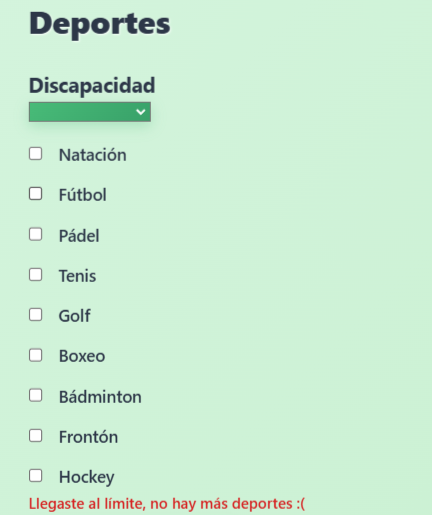 Deportes
Discapacidad
Natación
Fútbol
Pádel
Tenis
Golf
Boxeo
Bádminton
Frontón
Hockey
Llegaste al límite, no hay más deportes :(